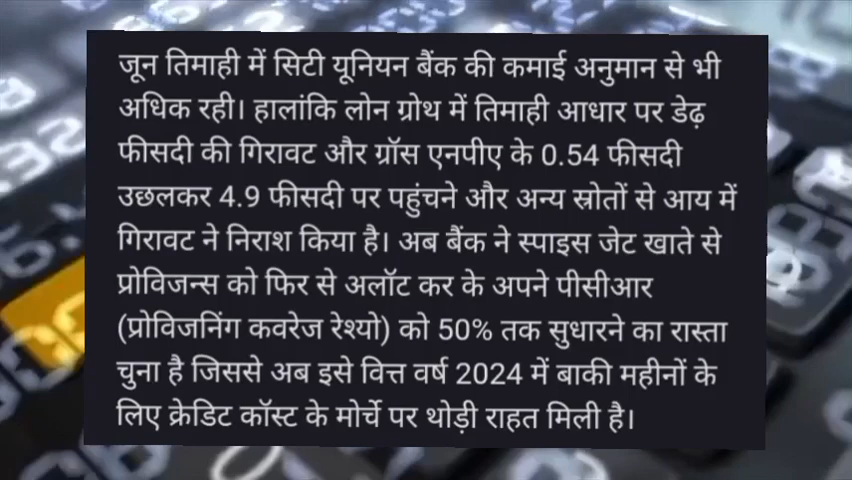 जून तिमाही में सिटी यूनियन बैंक की कमाई अनुमान से भी
अधिक रही। हालांकि लोन ग्रोथ में तिमाही आधार पर डेढ़
फीसदी की गिरावट और ग्रॉस एनपीए के 0.54 फीसदी
उछलकर 4.9 फीसदी पर पहुंचने और अन्य स्रोतों से आय में
गिरावट ने निराश किया है। अब बैंक ने स्पाइस जेट खाते से
प्रोविजन्स को फिर से अलॉट कर के अपने पीसीआर
(प्रोविजनिंग कवरेज रेश्यो) को 50% तक सुधारने का रास्ता
चुना है जिससे अब इसे वित्त वर्ष 2024 में बाकी महीनों के
लिए क्रेडिट कॉस्ट के मोर्चे पर थोड़ी राहत मिली है।